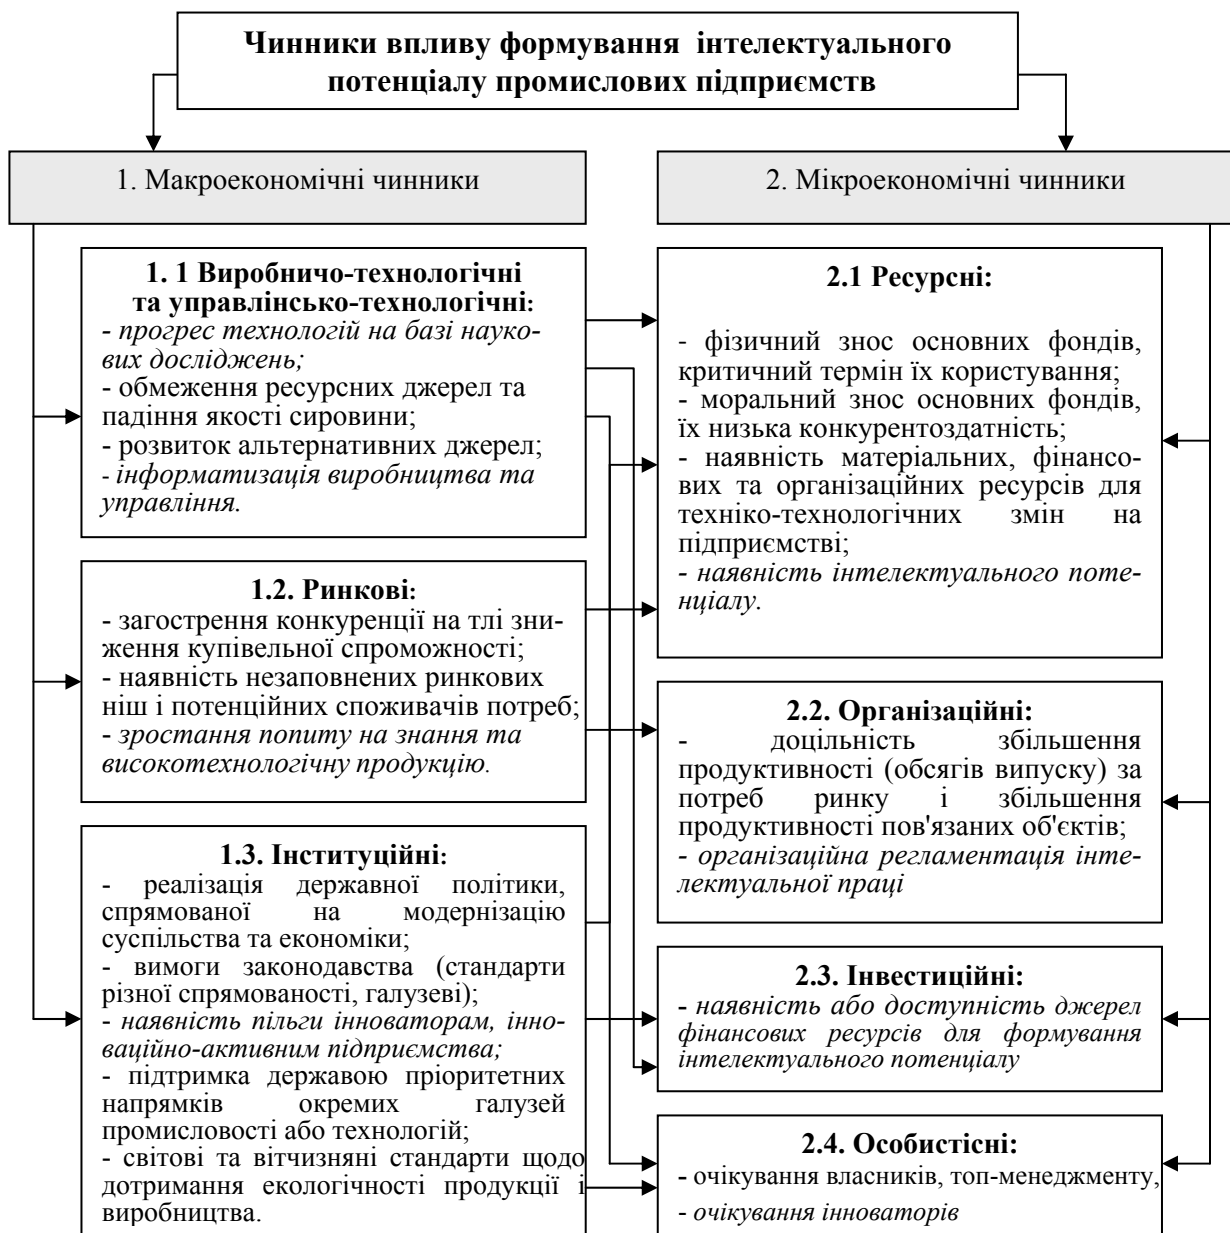 Чинники впливу формування інтелектуального
потенціалу промислових підприємств
1. Макроекономічні чинники
2. Мікроекономічні чинники
1. 1 Виробничо-технологічні
та управлінсько-технологічні:
- прогрес технологій на базі науко-
вих досліджень;
- обмеження ресурсних джерел та
падіння якості сировини;
- розвиток альтернативних джерел;
- інформатизація виробництва та
управління.
1.2. Ринкові:
- загострення конкуренції на тлі зни-
ження купівельної спроможності;
- наявність незаповнених ринкових
ніш і потенційних споживачів потреб;
- зростання попиту на знання та
високотехнологічну продукцію.
1.3. Інституційні:
- реалізація державної політики,
спрямованої на модернізацію
суспільства та економіки;
- вимоги законодавства (стандарти
різної спрямованості, галузеві);
- наявність пільги інноваторам, інно-
ваційно-активним підприємства;
- підтримка державою пріоритетних
напрямків окремих галузей
промисловості або технологій;
- світові та вітчизняні стандарти щодо
дотримання екологічності продукції і
виробництва.
2.1 Ресурсні:
- фізичний знос основних фондів,
критичний термін їх користування;
- моральний знос основних фондів,
їх низька конкурентоздатність;
- наявність матеріальних, фінансо-
вих та організаційних ресурсів для
техніко-технологічних змін на
підприємстві;
- наявність інтелектуального поте-
нціалу.
2.2. Організаційні:
- доцільність збільшення
продуктивності (обсягів випуску) за
потреб ринку і збільшення
продуктивності пов'язаних об'єктів;
- організаційна регламентація інте-
лектуальної праці
2.3. Інвестиційні:
- наявність або доступність джерел
фінансових ресурсів для формування
інтелектуального потенціалу
2.4. Особистісні:
- очікування власників, топ-менеджменту,
- очікування інноваторів